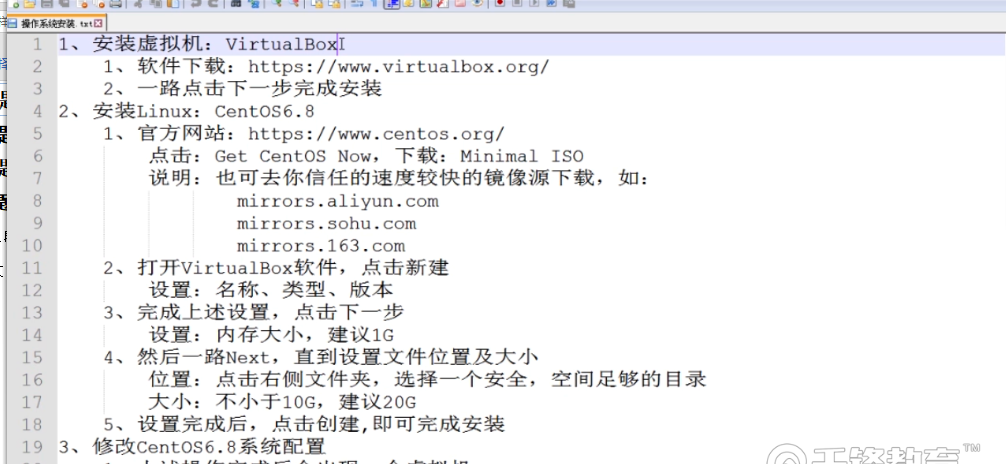 操作系统安装.txt
1 1、安装虚拟机：VirtualBox
2 1、软件下载：https://www.virtualbox.org/
3 2、一路点击下一步完成安装
4 2、安装Linux：CentOS6.8
5 1、官方网站：https://www.centos.org/
6 点击：Get CentOS Now，下载：Minimal ISO
7 说明：也可去你信任的速度较快的镜像源下载，如：
8 mirrors.aliyun.com
9 mirrors.sohu.com
10 mirrors.163.com
11 2、打开VirtualBox软件，点击新建
12 设置：名称、类型、版本
13 3、完成上述设置，点击下一步
14 设置：内存大小，建议1G
15 4、然后一路Next，直到设置文件位置及大小
16 位置：点击右侧文件夹，选择一个安全，空间足够的目录
17 大小：不小于10G，建议20G
18 5、设置完成后，点击创建,即可完成安装
19 3、修改CentOS6.8系统配置
千锋教育™